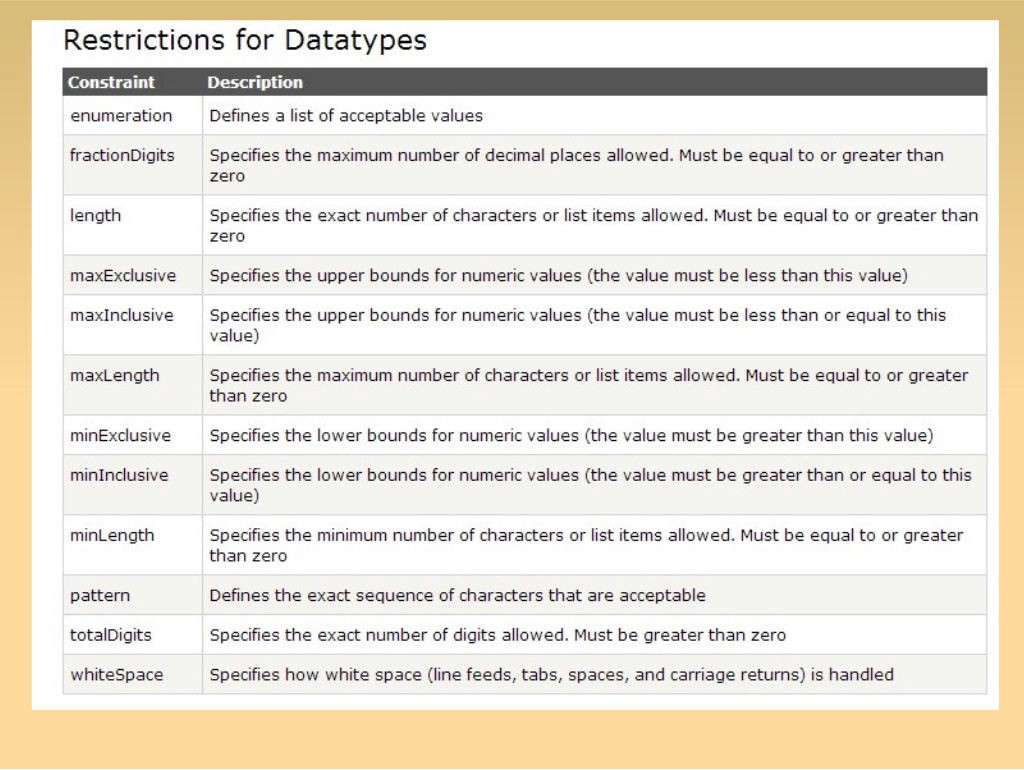 Restrictions for Datatypes
Constraint Description
enumeration Defines a list of acceptable values
fractionDigits Specifies the maximum number of decimal places allowed. Must be equal to or greater than
zero
length Specifies the exact number of characters or list items allowed. Must be equal to or greater than
zero
maxExclusive Specifies the upper bounds for numeric values (the value must be less than this value)
maxInclusive Specifies the upper bounds for numeric values (the value must be less than or equal to this
value)
maxLength Specifies the maximum number of characters or list items allowed. Must be equal to or greater
than zero
minExclusive Specifies the lower bounds for numeric values (the value must be greater than this value)
minInclusive Specifies the lower bounds for numeric values (the value must be greater than or equal to this
value)
minLength Specifies the minimum number of characters or list items allowed. Must be equal to or greater
than zero
pattern Defines the exact sequence of characters that are acceptable
totalDigits Specifies the exact number of digits allowed. Must be greater than zero
whiteSpace Specifies how white space (line feeds, tabs, spaces, and carriage returns) is handled